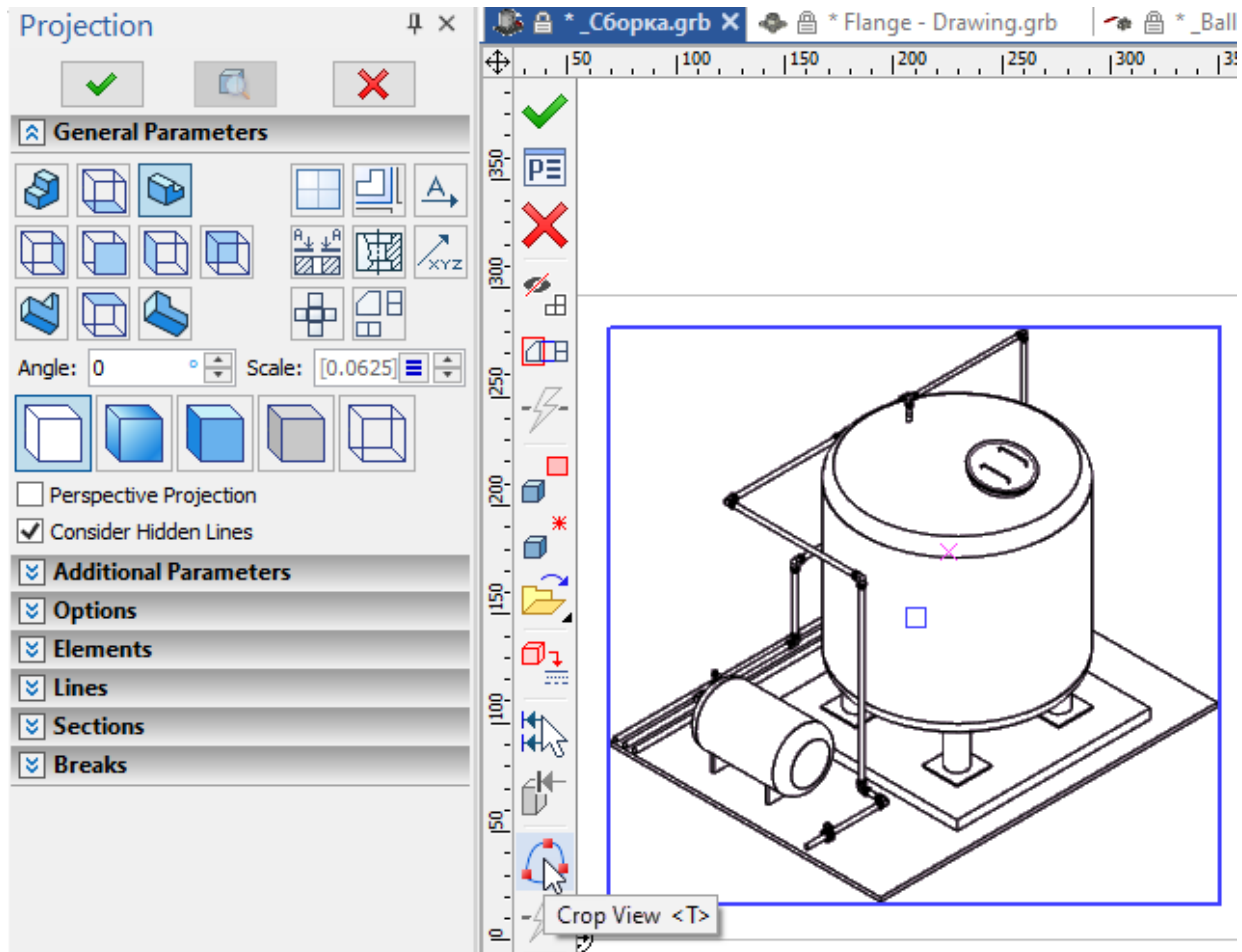 Projection
General Parameters
A
A A
XYZ
Angle: 0 ° Scale: [0.0625]
Perspective Projection
Consider Hidden Lines
Additional Parameters
Options
Elements
Lines
Sections
Breaks
* _Сборка.grb
* Flange - Drawing.grb
* _Ball
50 100 150 200 250 300 35
P
350
300
250
200
150
100
50
0
Crop View <T>